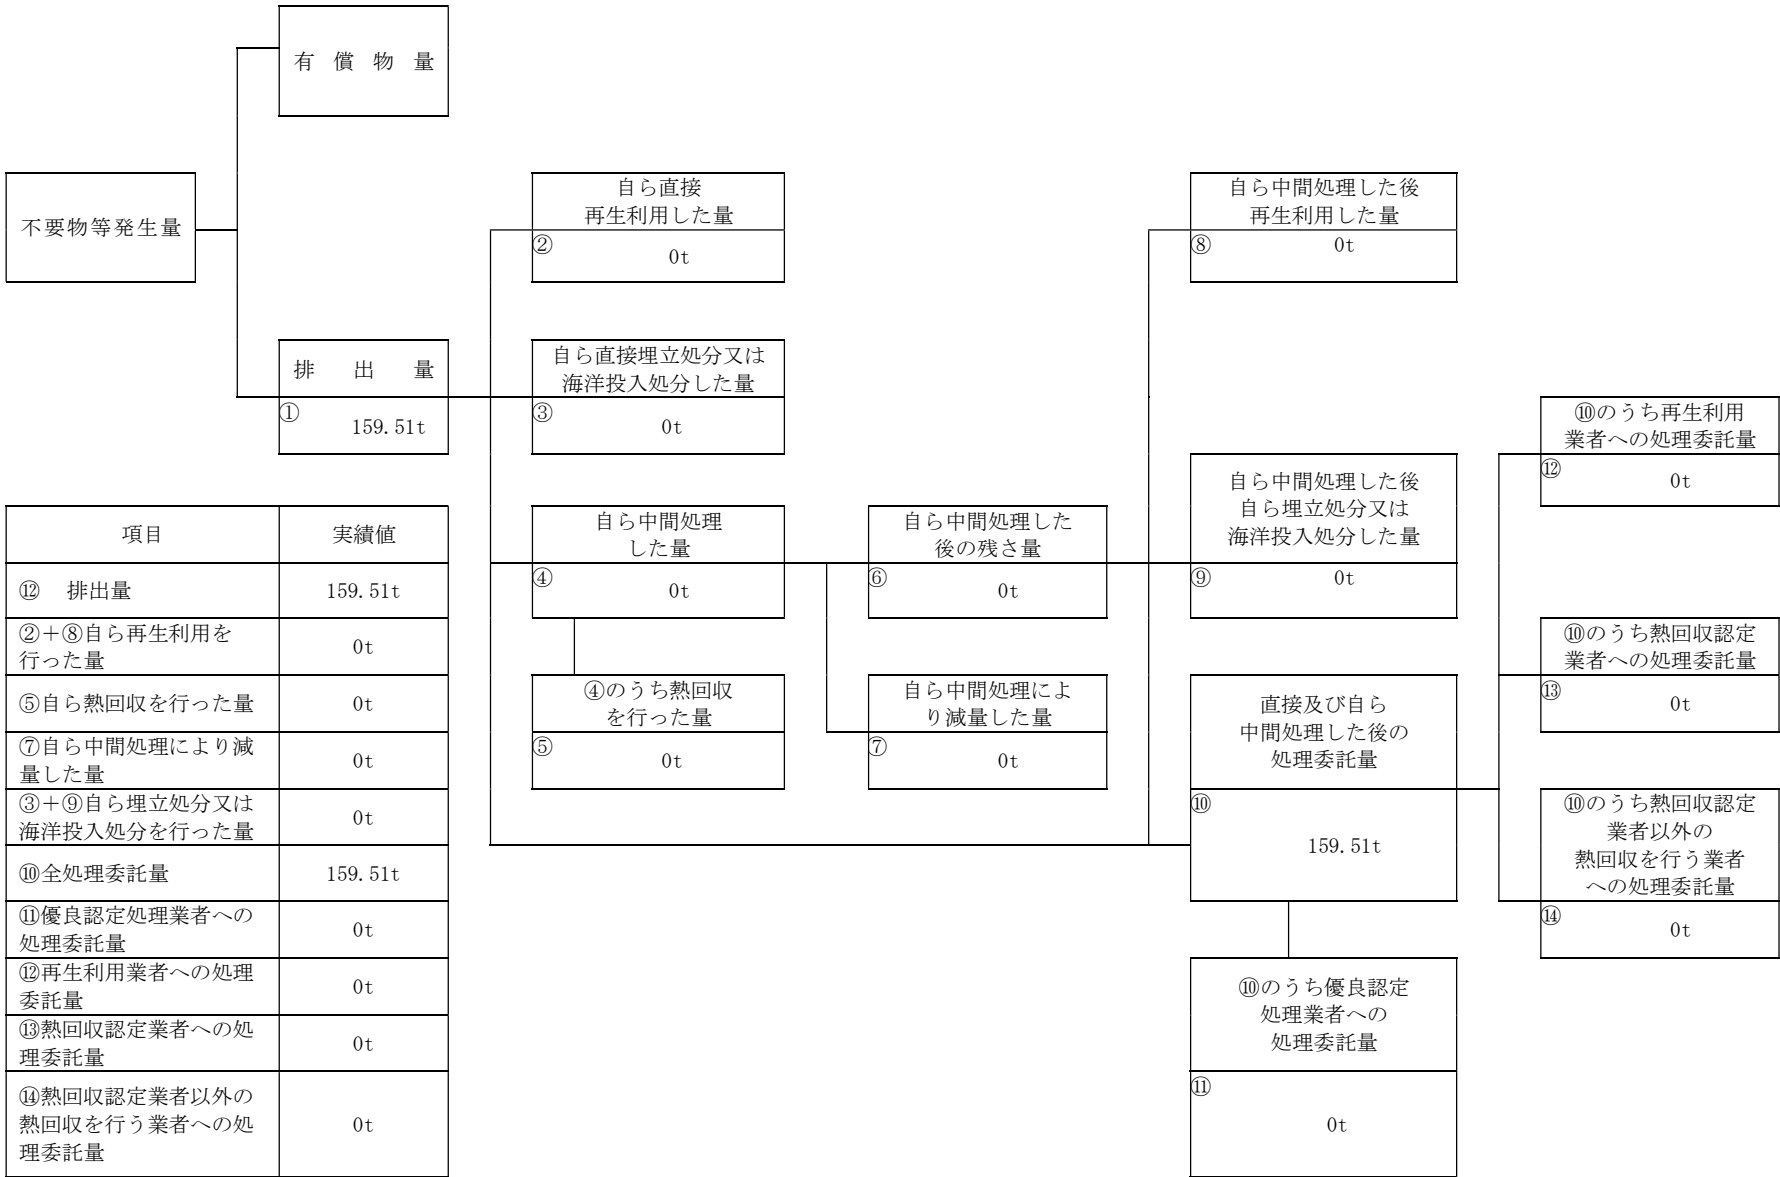 有償物量
不要物等発生量
自ら直接
再生利用した量
②
0t
自ら中間処理した後
再生利用した量
⑧
0t
排出量
①
159.51t
自ら直接埋立処分又は
海洋投入処分した量
③
0t
⑩のうち再生利用
業者への処理委託量
⑫
0t
自ら中間処理した後
自ら埋立処分又は
海洋投入処分した量
⑨
0t
自ら中間処理
した量
④
0t
自ら中間処理した
後の残さ量
⑥
0t
⑩のうち熱回収認定
業者への処理委託量
⑬
0t
④のうち熱回収
を行った量
⑤
0t
自ら中間処理によ
り減量した量
⑦
0t
直接及び自ら
中間処理した後の
処理委託量
⑩
159.51t
⑩のうち熱回収認定
業者以外の
熱回収を行う業者
への処理委託量
⑭
0t
⑩のうち優良認定
処理業者への
処理委託量
⑪
0t
項目 実績値
⑫ 排出量 159.51t
②＋⑧自ら再生利用を
行った量
0t
⑤自ら熱回収を行った量 0t
⑦自ら中間処理により減
量した量
0t
③＋⑨自ら埋立処分又は
海洋投入処分を行った量
0t
⑩全処理委託量 159.51t
⑪優良認定処理業者への
処理委託量
0t
⑫再生利用業者への処理
委託量
0t
⑬熱回収認定業者への処
理委託量
0t
⑭熱回収認定業者以外の
熱回収を行う業者への処
理委託量
0t